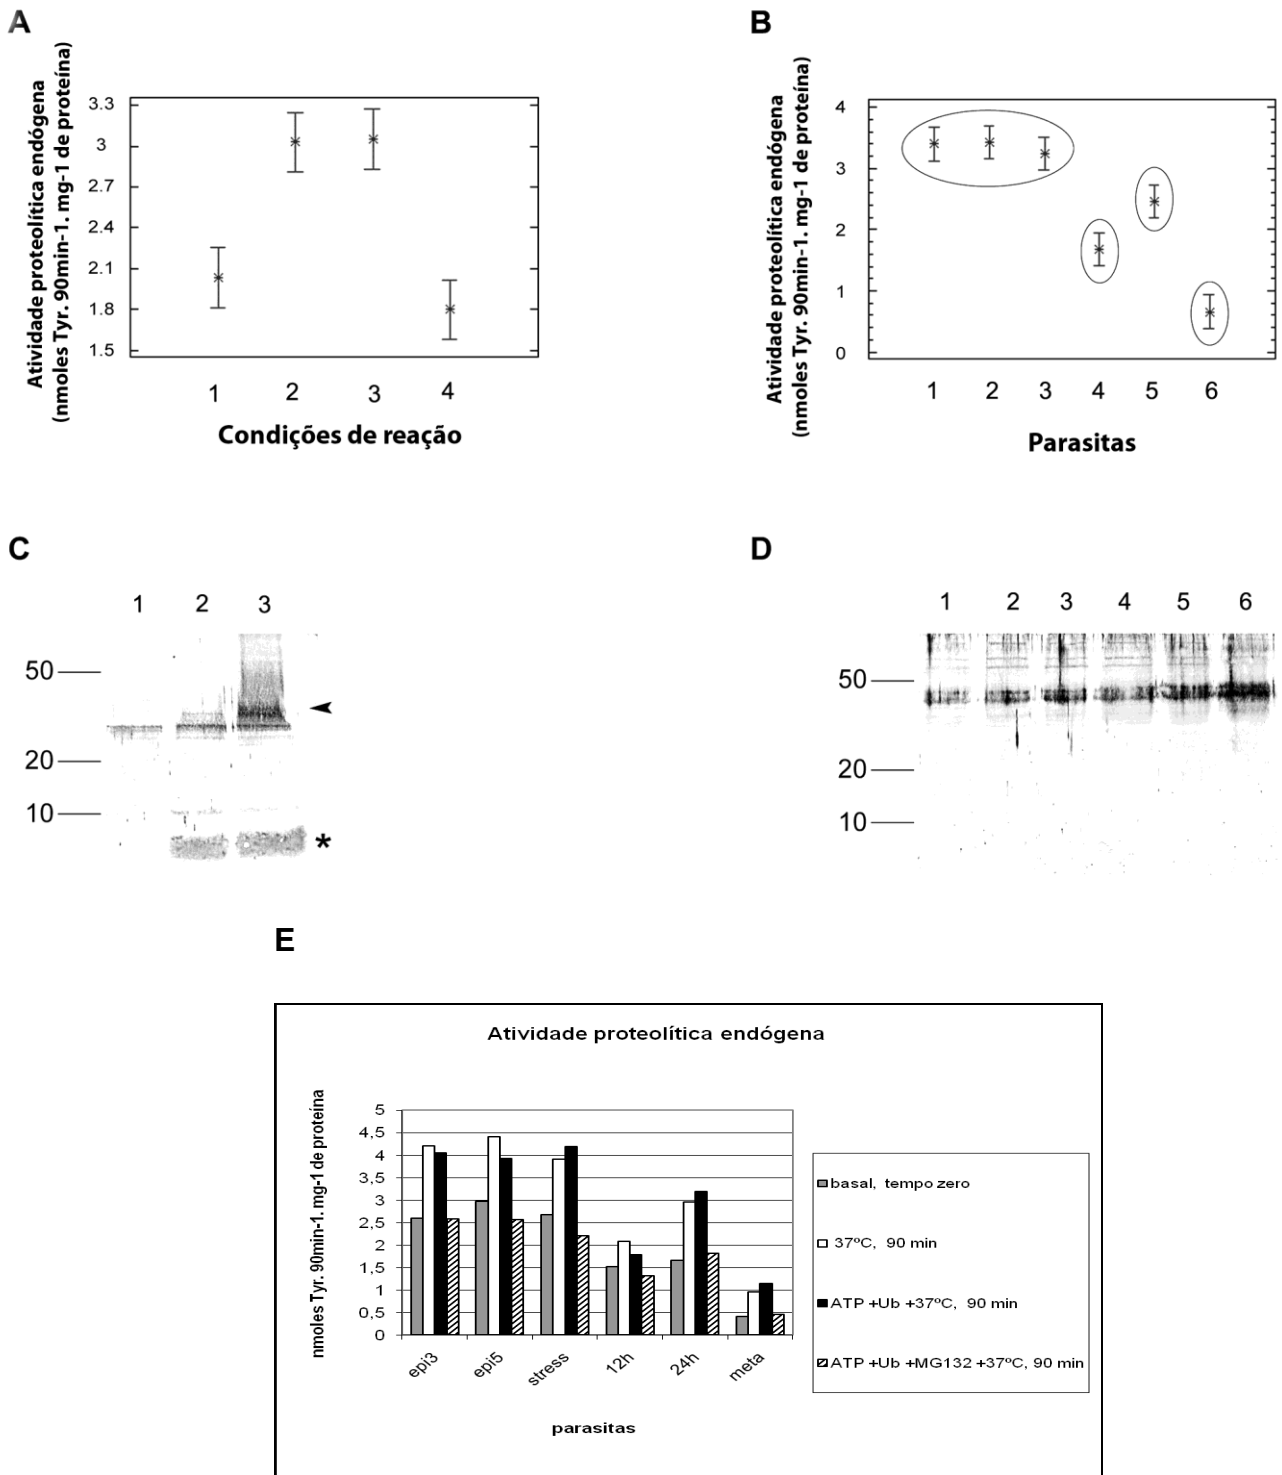 A
Atividade proteolítica endógena
(nmoles Tyr. 90min-1. mg-1 de proteína)
3.3
3
2.7
2.4
2.1
1.8
1.5
1 2 3 4
Condições de reação
B
Atividade proteolítica endógena
(nmoles Tyr. 90min-1. mg-1 de proteína)
4
3
2
1
0
1 2 3 4 5 6
Parasitas
C
1 2 3
50
20
10
*
D
1 2 3 4 5 6
50
20
10
E
Atividade proteolítica endógena
nmoles Tyr. 90min-1. mg-1 de proteína
5
4,5
4
3,5
3
2,5
2
1,5
1
0,5
0
epi3 epi5 stress 12h 24h meta
parasitas
basal, tempo zero
37ºC, 90 min
ATP +Ub +37ºC, 90 min
ATP +Ub +MG132 +37ºC, 90 min